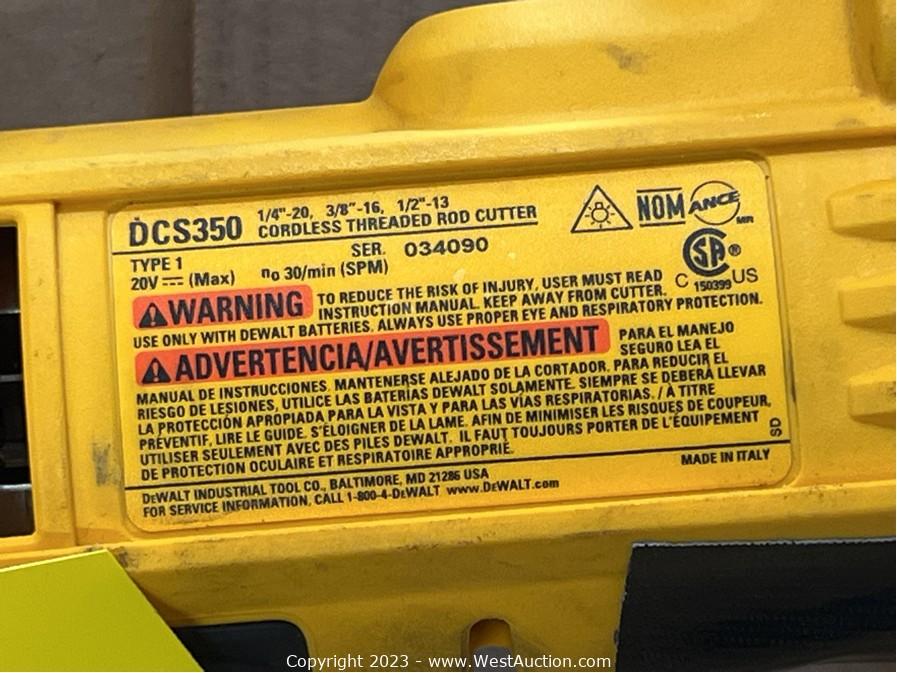 DCS350 1/4"-20, 3/8"-16, 1/2"-13
CORDLESS THREADED ROD CUTTER
TYPE 1 SER. 034090
20V ⎓ (Max) no 30/min (SPM)
NOM
ANCE
MR
SA ®
C 150399 US
WARNING TO REDUCE THE RISK OF INJURY, USER MUST READ
INSTRUCTION MANUAL. KEEP AWAY FROM CUTTER.
USE ONLY WITH DEWALT BATTERIES. ALWAYS USE PROPER EYE AND RESPIRATORY PROTECTION.
ADVERTENCIA/AVERTISSEMENT PARA EL MANEJO
SEGURO LEA EL
MANUAL DE INSTRUCCIONES. MANTENERSE ALEJADO DE LA CORTADOR. PARA REDUCIR EL
RIESGO DE LESIONES, UTILICE LAS BATERÍAS DEWALT SOLAMENTE. SIEMPRE SE DEBERÁ LLEVAR
LA PROTECCIÓN APROPIADA PARA LA VISTA Y PARA LAS VÍAS RESPIRATORIAS. / À TITRE
PRÉVENTIF, LIRE LE GUIDE. S'ÉLOIGNER DE LA LAME. AFIN DE MINIMISER LES RISQUES DE COUPEUR,
UTILISER SEULEMENT AVEC DES PILES DEWALT. IL FAUT TOUJOURS PORTER DE L'ÉQUIPEMENT
DE PROTECTION OCULAIRE ET RESPIRATOIRE APPROPRIÉ.
SD
DEWALT INDUSTRIAL TOOL CO., BALTIMORE, MD 21286 USA MADE IN ITALY
FOR SERVICE INFORMATION, CALL 1-800-4-DEWALT www.DEWALT.com
Copyright 2023 - www.WestAuction.com